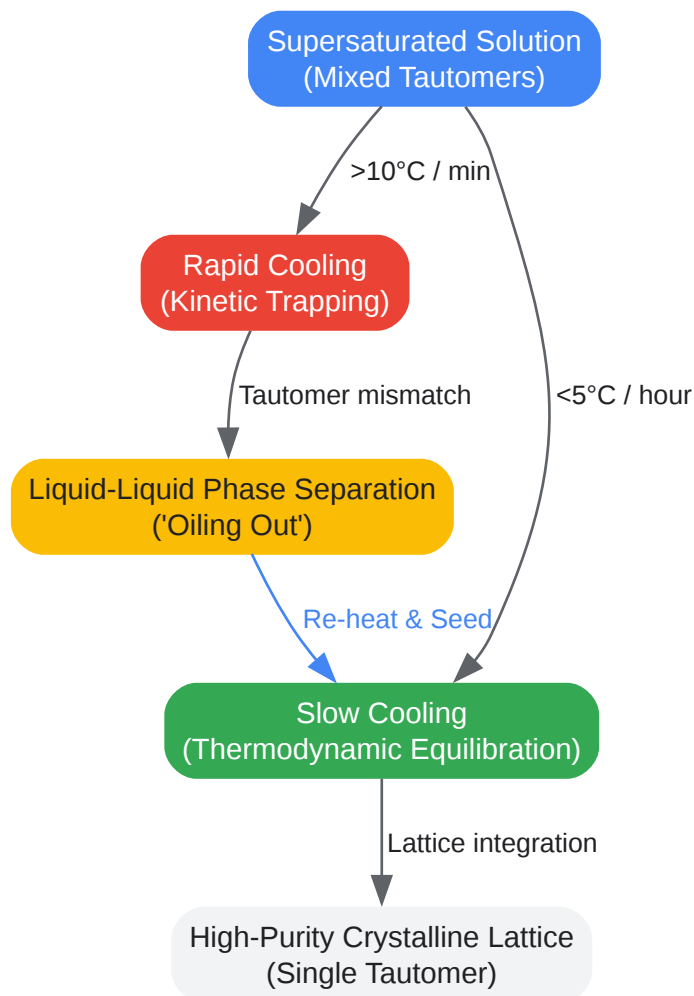 Supersaturated Solution
(Mixed Tautomers)
>10°C / min
Rapid Cooling
(Kinetic Trapping)
Tautomer mismatch
<5°C / hour
Liquid-Liquid Phase Separation
('Oiling Out')
Re-heat & Seed
Slow Cooling
(Thermodynamic Equilibration)
Lattice integration
High-Purity Crystalline Lattice
(Single Tautomer)